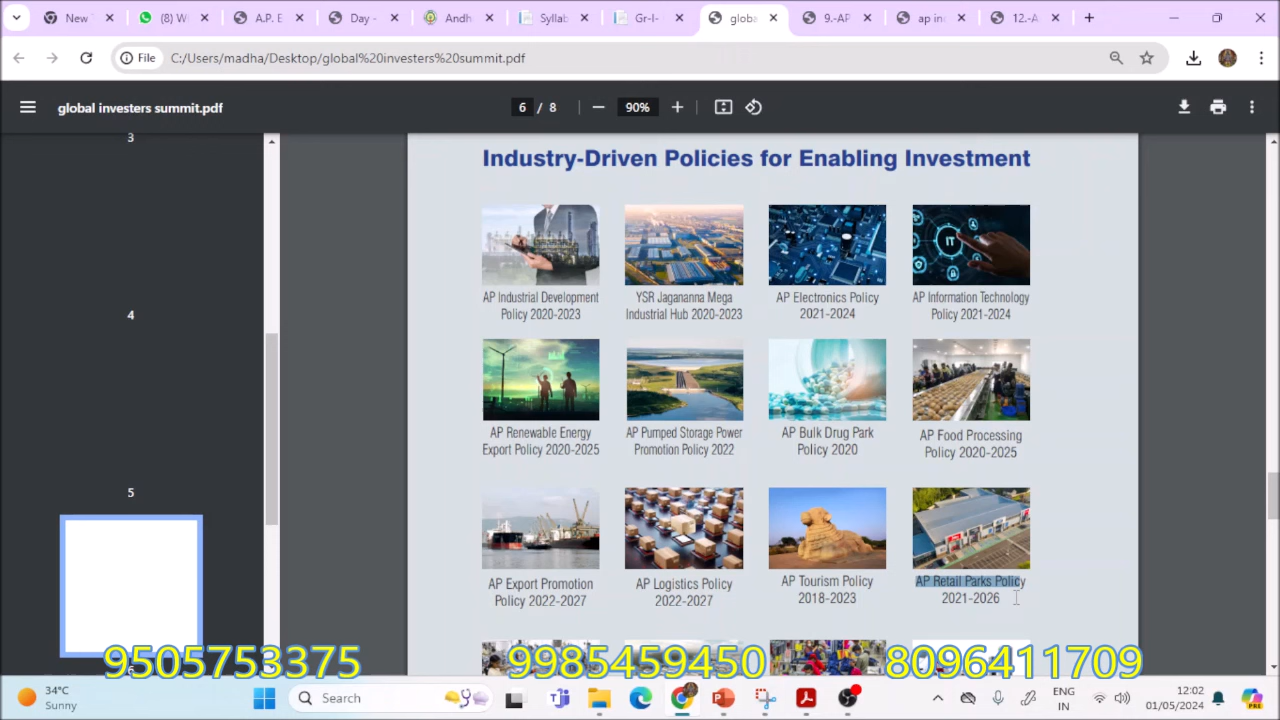 New
(8) W
A.P. E
Day -
Andh
Syllab
Gr-I-
globa
9.-AP
ap in
12.-A
File C:/Users/madha/Desktop/global%20investers%20summit.pdf
global investers summit.pdf
6 / 8
90%
3
4
5
6
Industry-Driven Policies for Enabling Investment
AP Industrial Development
Policy 2020-2023
YSR Jagananna Mega
Industrial Hub 2020-2023
AP Electronics Policy
2021-2024
IT
AP Information Technology
Policy 2021-2024
AP Renewable Energy
Export Policy 2020-2025
AP Pumped Storage Power
Promotion Policy 2022
AP Bulk Drug Park
Policy 2020
AP Food Processing
Policy 2020-2025
AP Export Promotion
Policy 2022-2027
AP Logistics Policy
2022-2027
AP Tourism Policy
2018-2023
AP Retail Parks Policy
2021-2026
9505753375
9985459450
8096411709
34°C
Sunny
Search
ENG
IN
12:02
01/05/2024
PRE